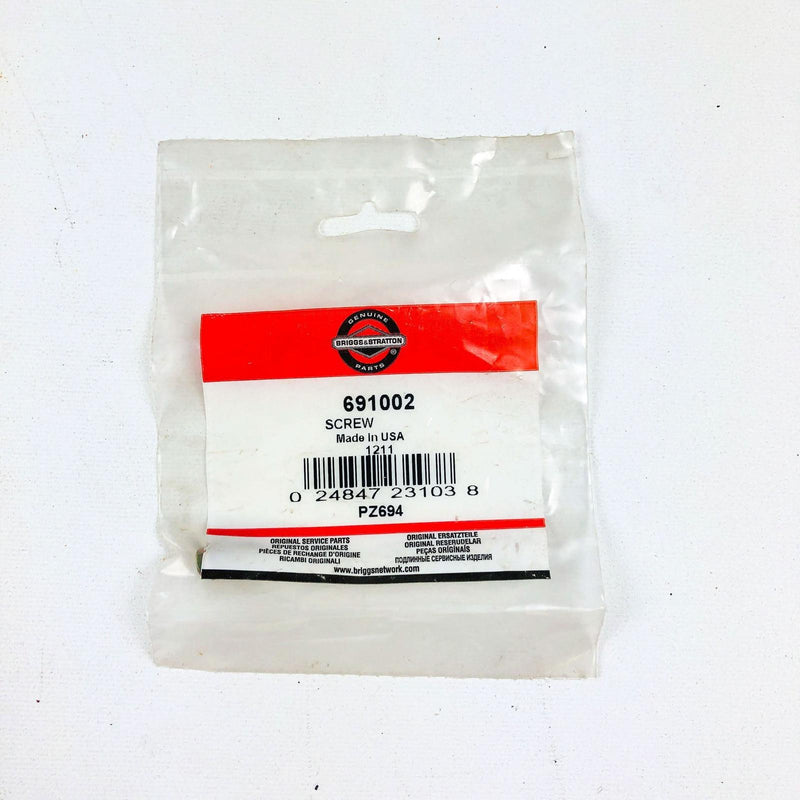 GENUINE
BRIGGS & STRATTON
PARTS
®
691002
SCREW
Made In USA
1211
0 24847 23103 8
PZ694
ORIGINAL SERVICE PARTS
REPUESTOS ORIGINALES
PIÈCES DE RECHANGE D'ORIGINE
RICAMBI ORIGINALI
ORIGINAL ERSATZTEILE
ORIGINAL RESERUDELAR
PEÇAS ORIGINAIS
ПОДЛИННЫЕ СЕРВИСНЫЕ ИЗДЕЛИЯ
www.briggsnetwork.com